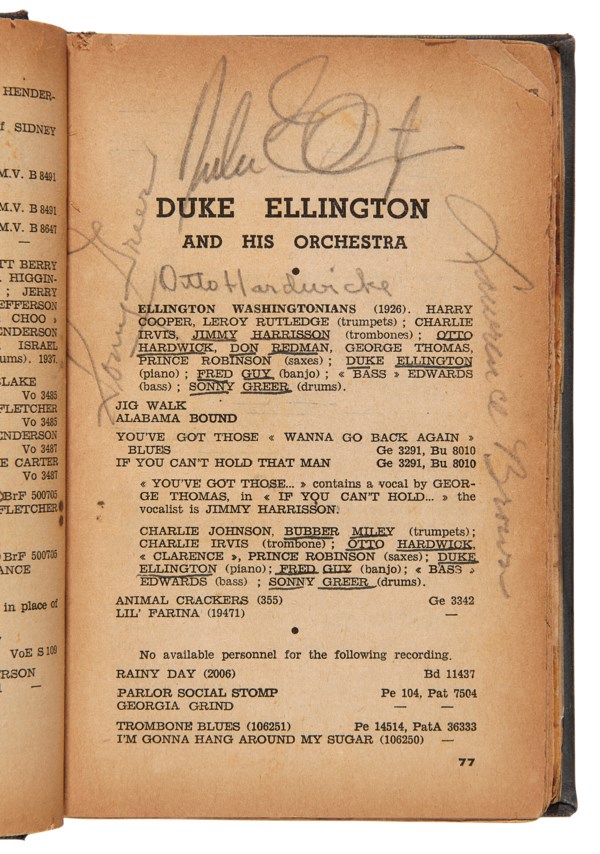 HENDER-
f SIDNEY
M.V. B 8491
M.V. B 8491
M.V. B 8647
—
TT BERRY
HIGGIN-
; JERRY
EFFERSON
CHOO »
ENDERSON
ISRAEL
ums). 1937.
LAKE
Vo 3485
FLETCHER
Vo 3485
NDERSON
Vo 3487
E CARTER
Vo 3487
BrF 500705
FLETCHER
BrF 500705
ANCE
in place of
VoE S 109
RSON
—
Duke Ellington
DUKE ELLINGTON
AND HIS ORCHESTRA
Sonny Greer
Otto Hardwicke
Lawrence Brown
ELLINGTON WASHINGTONIANS (1926). HARRY
COOPER, LEROY RUTLEDGE (trumpets) ; CHARLIE
IRVIS, JIMMY HARRISSON (trombones) ; OTTO
HARDWICK, DON REDMAN, GEORGE THOMAS,
PRINCE ROBINSON (saxes) ; DUKE ELLINGTON
(piano) ; FRED GUY (banjo) ; « BASS » EDWARDS
(bass) ; SONNY GREER (drums).
JIG WALK
ALABAMA BOUND
YOU'VE GOT THOSE « WANNA GO BACK AGAIN »
BLUES Ge 3291, Bu 8010
IF YOU CAN'T HOLD THAT MAN Ge 3291, Bu 8010
« YOU'VE GOT THOSE... » contains a vocal by GEOR-
GE THOMAS, in « IF YOU CAN'T HOLD... » the
vocalist is JIMMY HARRISSON.
CHARLIE JOHNSON, BUBBER MILEY (trumpets) ;
CHARLIE IRVIS (trombone) ; OTTO HARDWICK,
« CLARENCE », PRINCE ROBINSON (saxes) ; DUKE
ELLINGTON (piano) ; FRED GUY (banjo) ; « BASS »
EDWARDS (bass) ; SONNY GREER (drums).
ANIMAL CRACKERS (355) Ge 3342
LIL' FARINA (19471) —
No available personnel for the following recording.
RAINY DAY (2006) Bd 11437
PARLOR SOCIAL STOMP Pe 104, Pat 7504
GEORGIA GRIND — —
TROMBONE BLUES (106251) Pe 14514, PatA 36333
I'M GONNA HANG AROUND MY SUGAR (106250) —
77